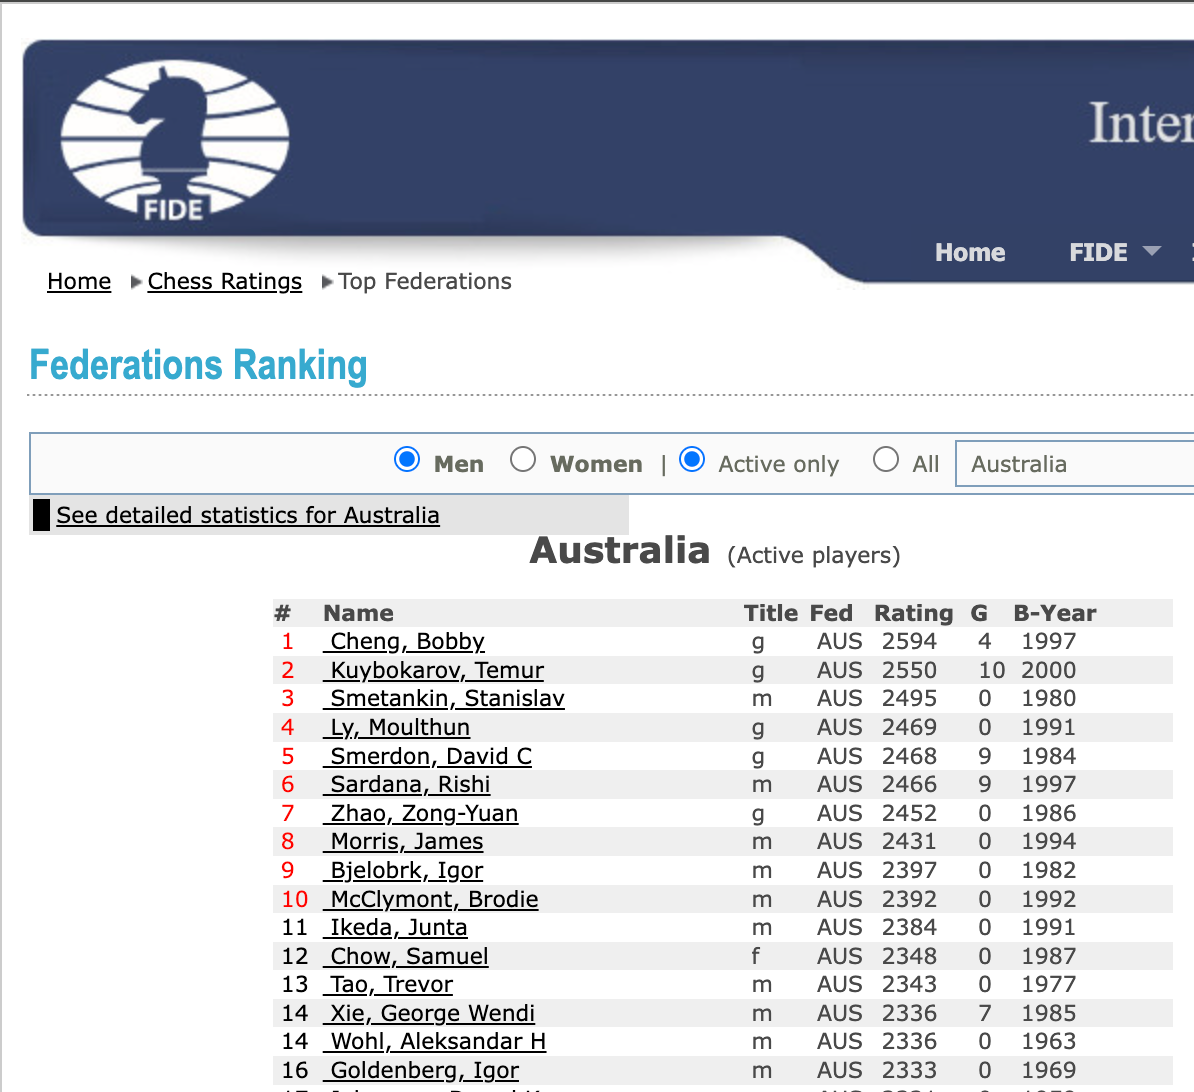 FIDE
Inter
Home FIDE
Home Chess Ratings Top Federations
Federations Ranking
Men Women | Active only All Australia
See detailed statistics for Australia
Australia (Active players)
# Name Title Fed Rating G B-Year
1 Cheng, Bobby g AUS 2594 4 1997
2 Kuybokarov, Temur g AUS 2550 10 2000
3 Smetankin, Stanislav m AUS 2495 0 1980
4 Ly, Moulthun g AUS 2469 0 1991
5 Smerdon, David C g AUS 2468 9 1984
6 Sardana, Rishi m AUS 2466 9 1997
7 Zhao, Zong-Yuan g AUS 2452 0 1986
8 Morris, James m AUS 2431 0 1994
9 Bjelobrk, Igor m AUS 2397 0 1982
10 McClymont, Brodie m AUS 2392 0 1992
11 Ikeda, Junta m AUS 2384 0 1991
12 Chow, Samuel f AUS 2348 0 1987
13 Tao, Trevor m AUS 2343 0 1977
14 Xie, George Wendi m AUS 2336 7 1985
14 Wohl, Aleksandar H m AUS 2336 0 1963
16 Goldenberg, Igor m AUS 2333 0 1969